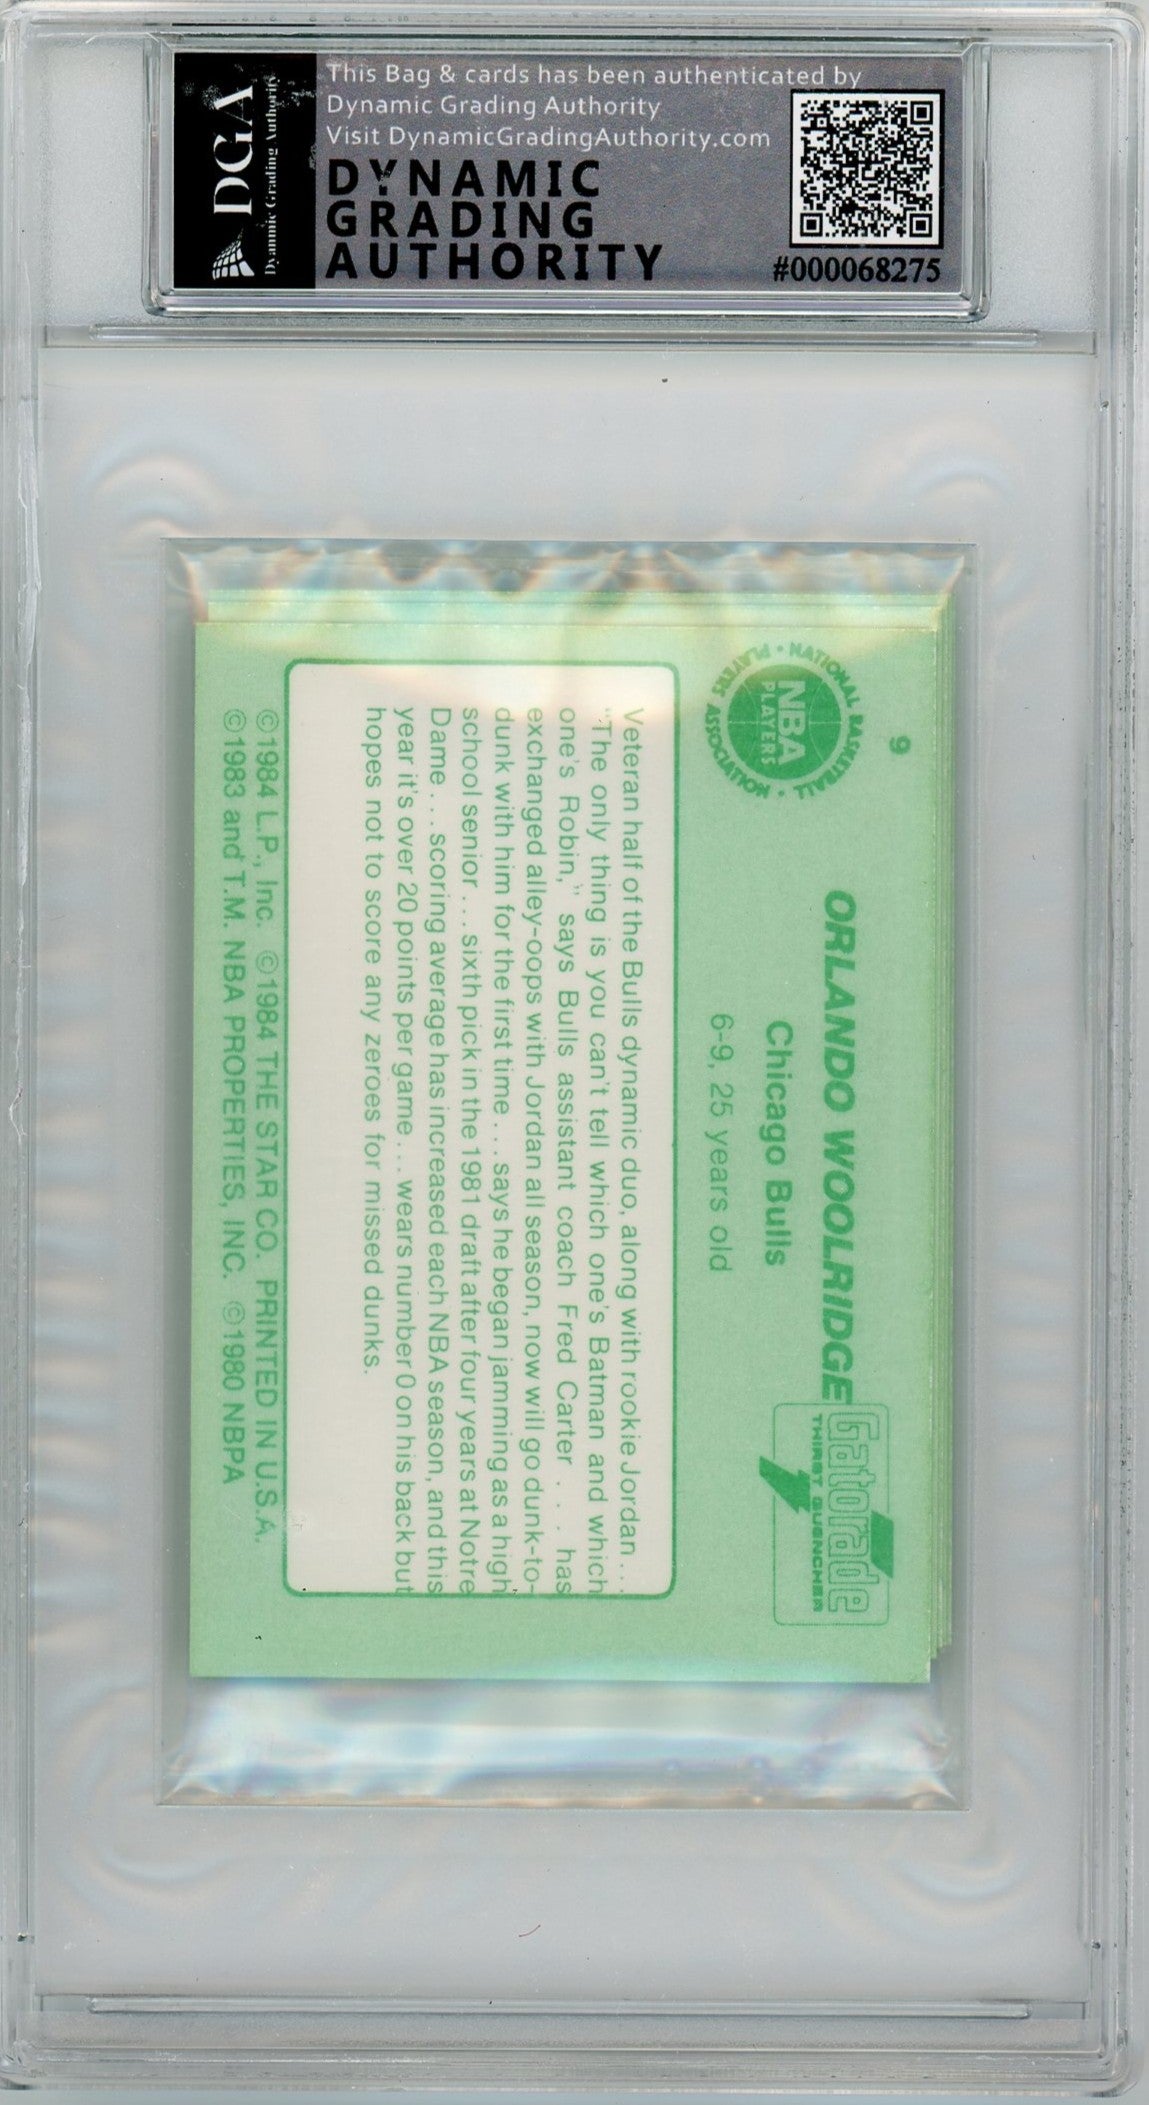 DGA
Dynamic Grading Authority
This Bag & cards has been authenticated by
Dynamic Grading Authority
Visit DynamicGradingAuthority.com
DYNAMIC
GRADING
AUTHORITY
#000068275
9
NATIONAL BASKETBALL
PLAYERS ASSOCIATION
NBA
PLAYERS
ORLANDO WOOLRIDGE
Chicago Bulls
6-9, 25 years old
Gatorade
THIRST QUENCHER
Veteran half of the Bulls dynamic duo, along with rookie Jordan...
"The only thing is you can't tell which one's Batman and which
one's Robin," says Bulls assistant coach Fred Carter ... has
exchanged alley-oops with Jordan all season, now will go dunk-to-
dunk with him for the first time ... says he began jamming as a high
school senior ... sixth pick in the 1981 draft after four years at Notre
Dame ... scoring average has increased each NBA season, and this
year it's over 20 points per game ... wears number 0 on his back but
hopes not to score any zeroes for missed dunks.
©1984 L.P., Inc. ©1984 THE STAR CO. PRINTED IN U.S.A.
©1983 and T.M. NBA PROPERTIES, INC. ©1980 NBPA